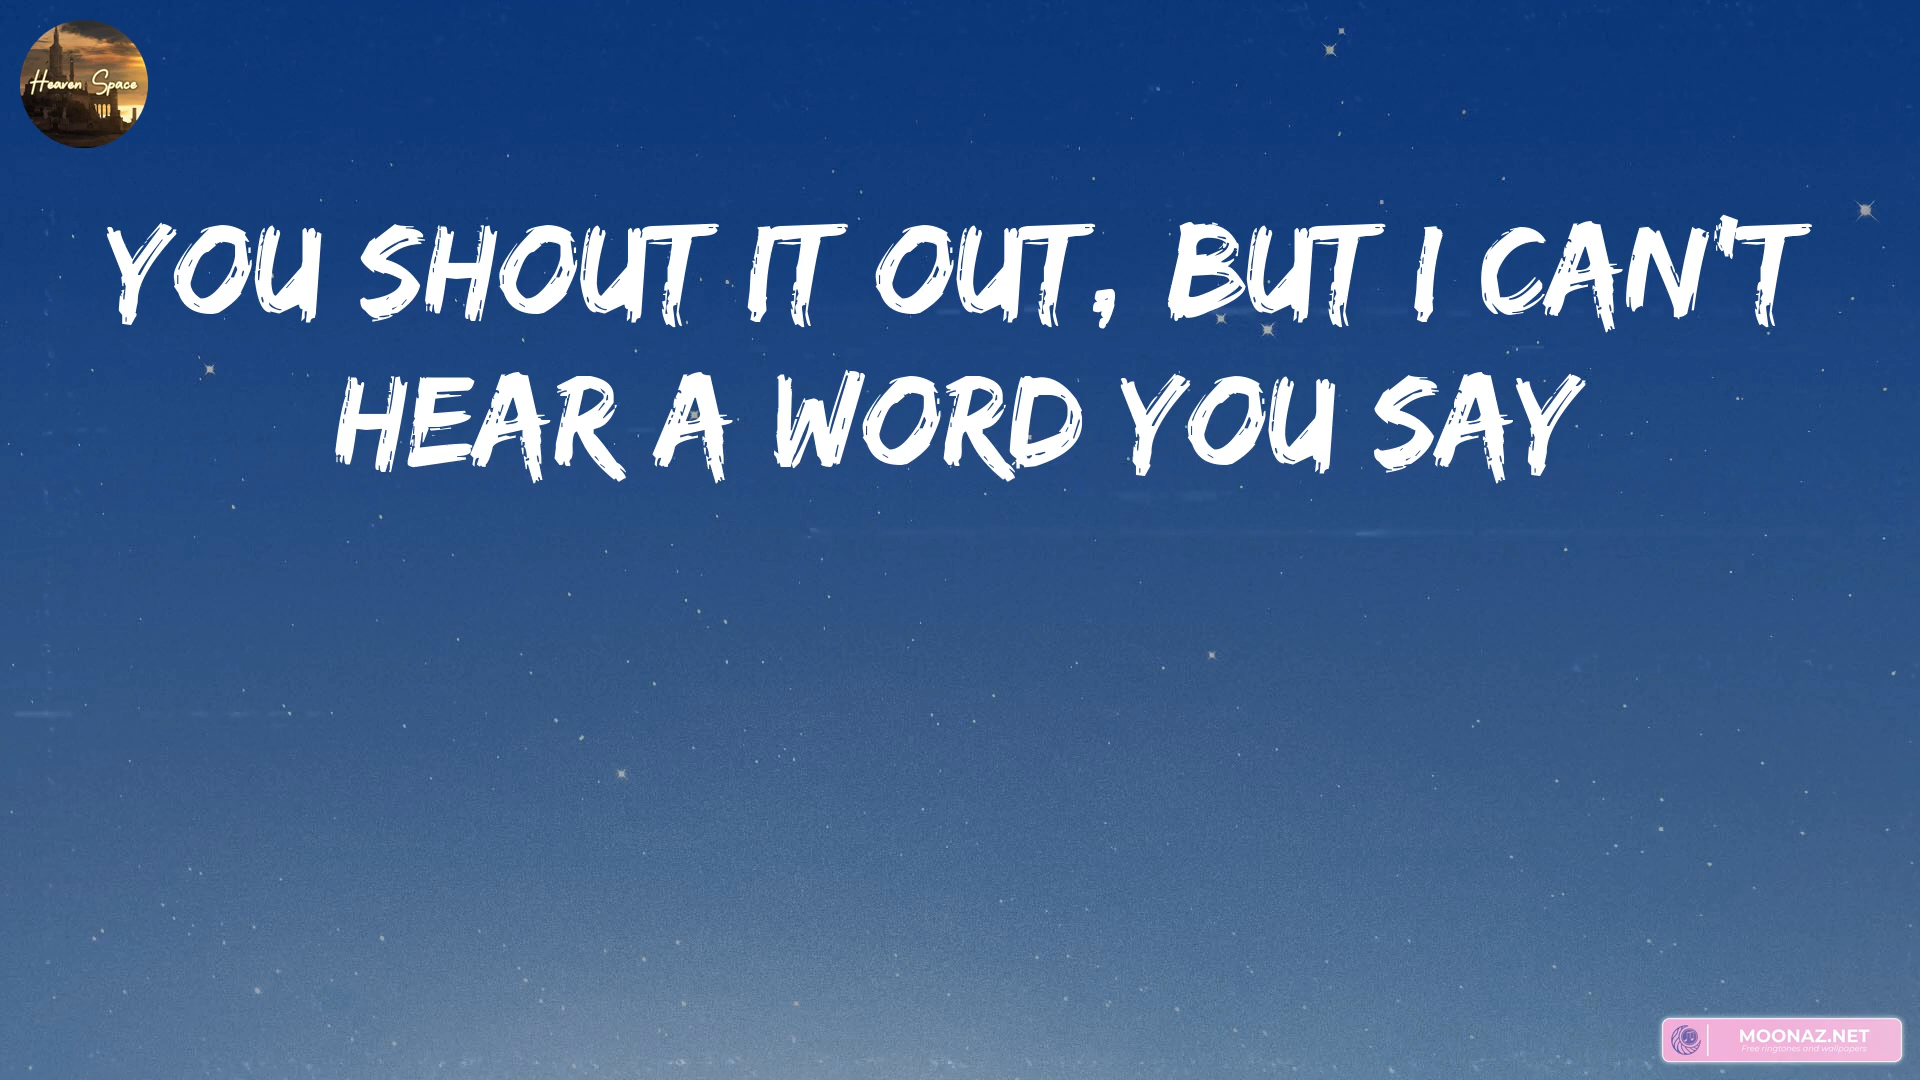 Heaven Space
YOU SHOUT IT OUT, BUT I CAN'T
HEAR A WORD YOU SAY
MOONAZ.NET
Free ringtones and wallpapers